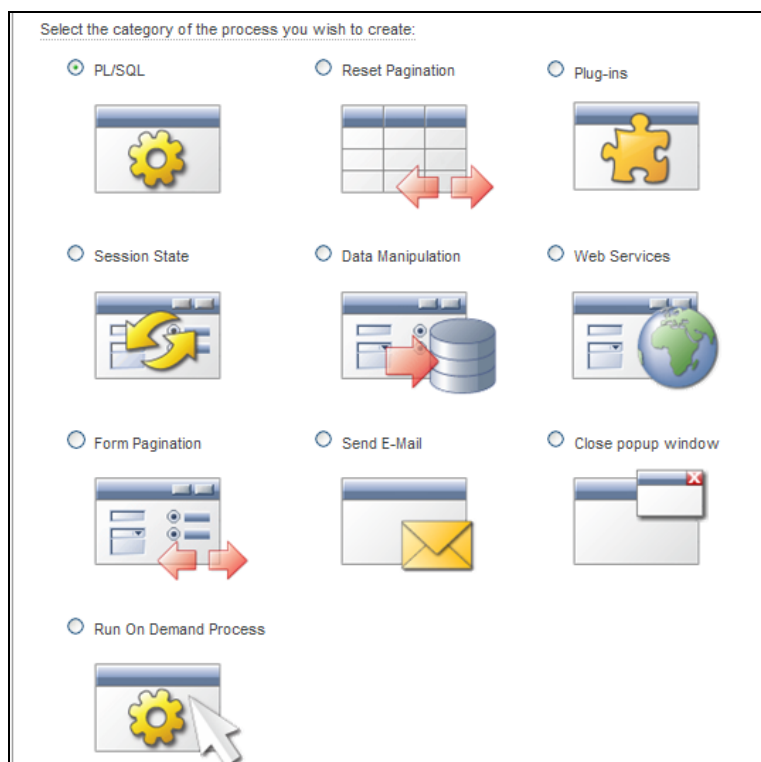 Select the category of the process you wish to create:
PL/SQL
Reset Pagination
Plug-ins
Session State
Data Manipulation
Web Services
Form Pagination
Send E-Mail
Close popup window
Run On Demand Process